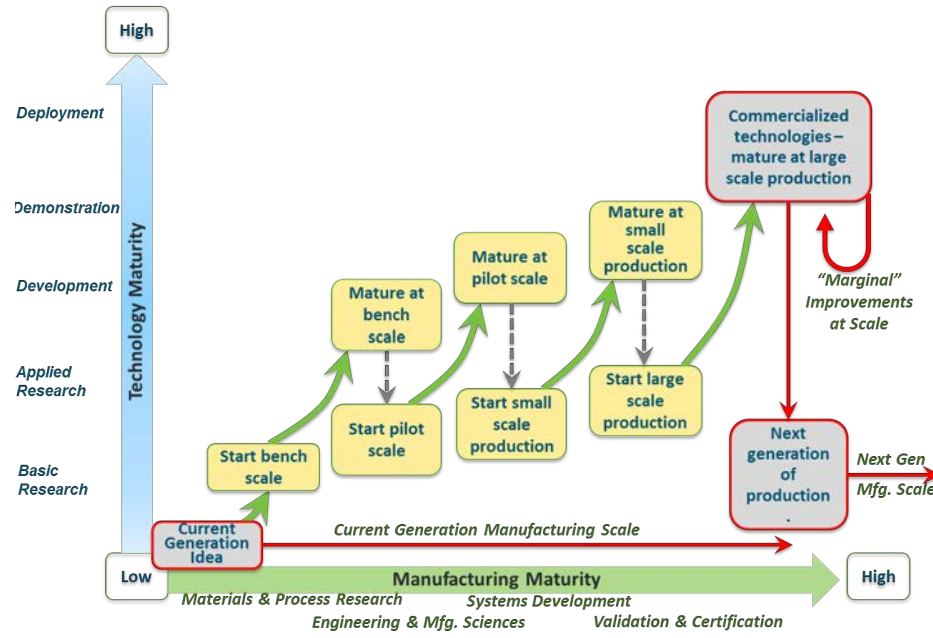 High
Deployment
Demonstration
Development
Applied
Research
Basic
Research
Technology Maturity
Low
Current
Generation
Idea
Start bench
scale
Mature at
bench
scale
Start pilot
scale
Mature at
pilot scale
Start small
scale
production
Mature at
small
scale
production
Start large
scale
production
Commercialized
technologies –
mature at large
scale production
“Marginal”
Improvements
at Scale
Next
generation
of
production
.
Next Gen
Mfg. Scale
Current Generation Manufacturing Scale
Manufacturing Maturity
High
Materials & Process Research
Systems Development
Engineering & Mfg. Sciences
Validation & Certification